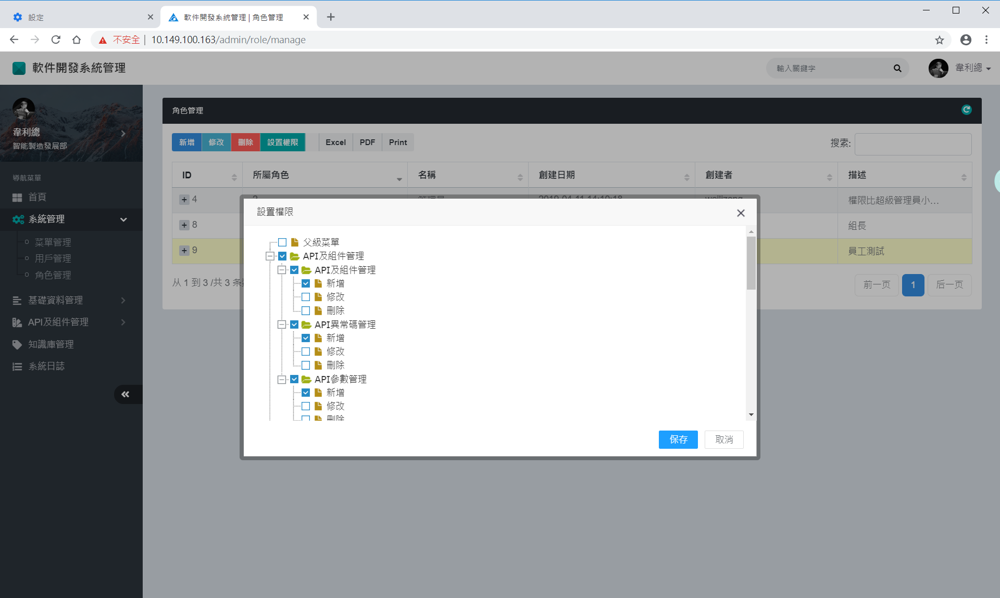 設定
軟件開發系統管理 | 角色管理
不安全 | 10.149.100.163/admin/role/manage
軟件開發系統管理
輸入關鍵字
韋利總
韋利總
智能製造發展部
導航菜單
首頁
系統管理
菜單管理
用戶管理
角色管理
基礎資料管理
API及組件管理
知識庫管理
系統日誌
角色管理
新增 修改 刪除 設置權限 Excel PDF Print
搜索:
ID 所屬角色 名稱 創建日期 創建者 描述
4 2 管理員 2019-04-11 14:10:18 weilizong 權限比超級管理員小...
8 組長
9 員工測試
从 1 到 3 /共 3 条
前一页 1 后一页
設置權限
父級菜單
API及組件管理
API及組件管理
新增
修改
刪除
API異常碼管理
新增
修改
刪除
API參數管理
新增
修改
刪除
保存 取消